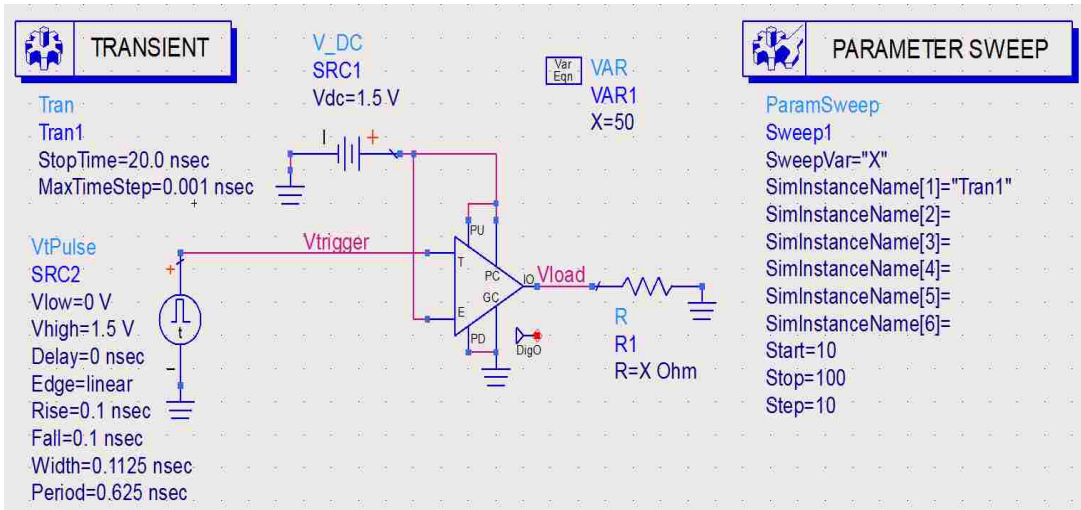 TRANSIENT
Tran
Tran1
StopTime=20.0 nsec
MaxTimeStep=0.001 nsec
V_DC
SRC1
Vdc=1.5 V
Var
Eqn
VAR
VAR1
X=50
PARAMETER SWEEP
ParamSweep
Sweep1
SweepVar="X"
SimInstanceName[1]="Tran1"
SimInstanceName[2]=
SimInstanceName[3]=
SimInstanceName[4]=
SimInstanceName[5]=
SimInstanceName[6]=
Start=10
Stop=100
Step=10
VtPulse
SRC2
Vlow=0 V
Vhigh=1.5 V
Delay=0 nsec
Edge=linear
Rise=0.1 nsec
Fall=0.1 nsec
Width=0.1125 nsec
Period=0.625 nsec
t
Vtrigger
PU
T
PC
IO
GC
E
PD
DigO
Vload
R
R1
R=X Ohm